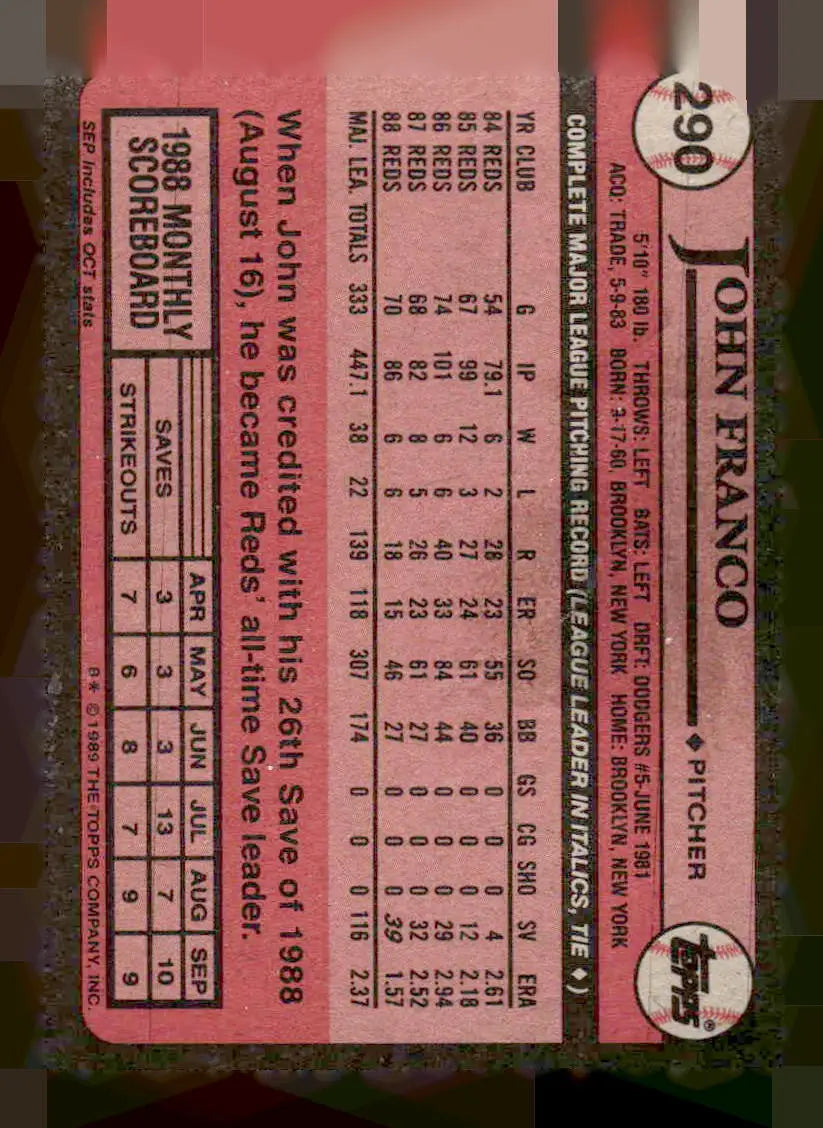 290
JOHN FRANCO
◆ PITCHER
topps®
5'10" 180 lb. THROWS: LEFT BATS: LEFT DRFT: DODGERS #5-JUNE 1981
ACQ: TRADE, 5-9-83 BORN: 9-17-60, BROOKLYN, NEW YORK HOME: BROOKLYN, NEW YORK
COMPLETE MAJOR LEAGUE PITCHING RECORD (LEAGUE LEADER IN ITALICS, TIE ♦)
YR CLUB G IP W L R ER SO BB GS CG SHO SV ERA
84 REDS 54 79.1 6 2 28 23 55 36 0 0 0 4 2.61
85 REDS 67 99 12 3 27 24 61 40 0 0 0 12 2.18
86 REDS 74 101 6 6 40 33 84 44 0 0 0 29 2.94
87 REDS 68 82 8 5 26 23 61 27 0 0 0 32 2.52
88 REDS 70 86 6 6 18 15 46 27 0 0 0 39 1.57
MAJ. LEA. TOTALS 333 447.1 38 22 139 118 307 174 0 0 0 116 2.37
When John was credited with his 26th Save of 1988
(August 16), he became Reds' all-time Save leader.
1988 MONTHLY
SCOREBOARD
APR MAY JUN JUL AUG SEP
SAVES 3 3 3 13 7 10
STRIKEOUTS 7 6 8 7 9 9
SEP includes OCT stats
B* © 1989 THE TOPPS COMPANY, INC.